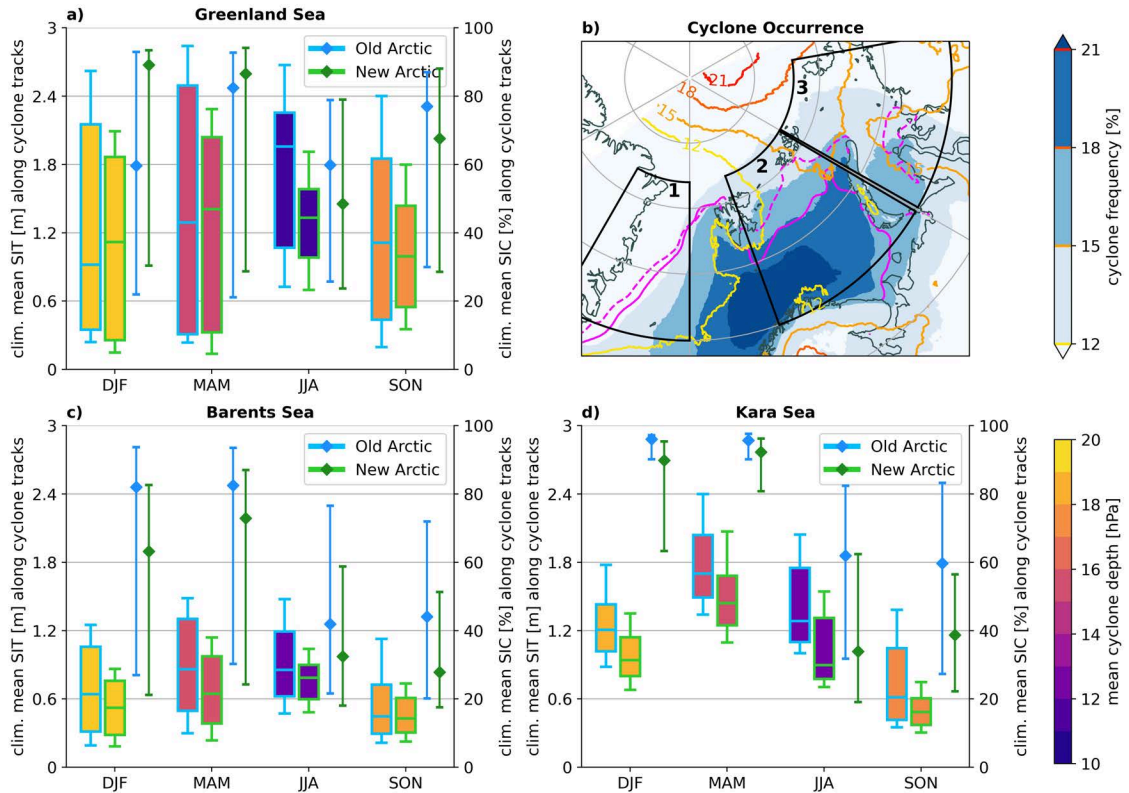 a)
Greenland Sea
3
2.4
1.8
1.2
0.6
0
clim. mean SIT [m] along cyclone tracks
100
80
60
40
20
0
clim. mean SIC [%] along cyclone tracks
Old Arctic
New Arctic
DJF MAM JJA SON
b)
Cyclone Occurrence
21
18
15
12
1
2
3
21
18
15
12
cyclone frequency [%]
c)
Barents Sea
3
2.4
1.8
1.2
0.6
0
clim. mean SIT [m] along cyclone tracks
100
80
60
40
20
0
clim. mean SIC [%] along cyclone tracks
Old Arctic
New Arctic
DJF MAM JJA SON
d)
Kara Sea
3
2.4
1.8
1.2
0.6
0
clim. mean SIT [m] along cyclone tracks
100
80
60
40
20
0
clim. mean SIC [%] along cyclone tracks
Old Arctic
New Arctic
DJF MAM JJA SON
20
18
16
14
12
10
mean cyclone depth [hPa]